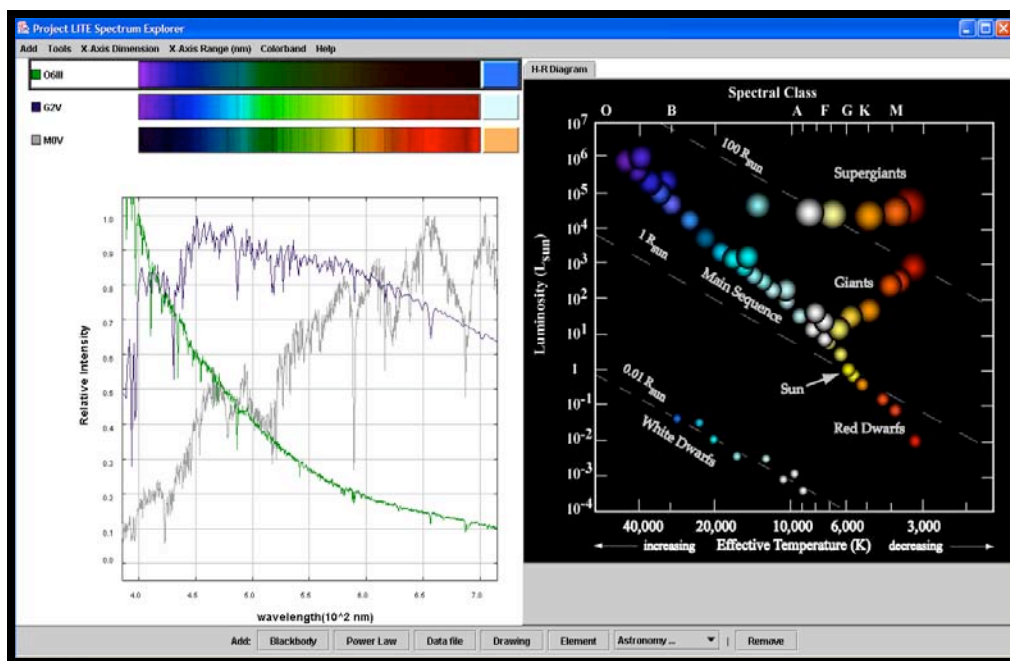 Project LITE Spectrum Explorer
Add Tools X-Axis Dimension X-Axis Range (nm) Colorband Help
O6III
G2V
M0V
Relative Intensity
1.0
0.9
0.8
0.7
0.6
0.5
0.4
0.3
0.2
0.1
0.0
4.0 4.5 5.0 5.5 6.0 6.5 7.0
wavelength(10^2 nm)
H-R Diagram
Spectral Class
O B A F G K M
Luminosity (Lsun)
10^7
10^6
10^5
10^4
10^3
10^2
10^1
1
10^-1
10^-2
10^-3
10^-4
100 Rsun
Supergiants
1 Rsun
Giants
Main Sequence
Sun
0.01 Rsun
White Dwarfs
Red Dwarfs
40,000 20,000 10,000 6,000 3,000
increasing Effective Temperature (K) decreasing
Add: Blackbody Power Law Data file Drawing Element Astronomy ... | Remove